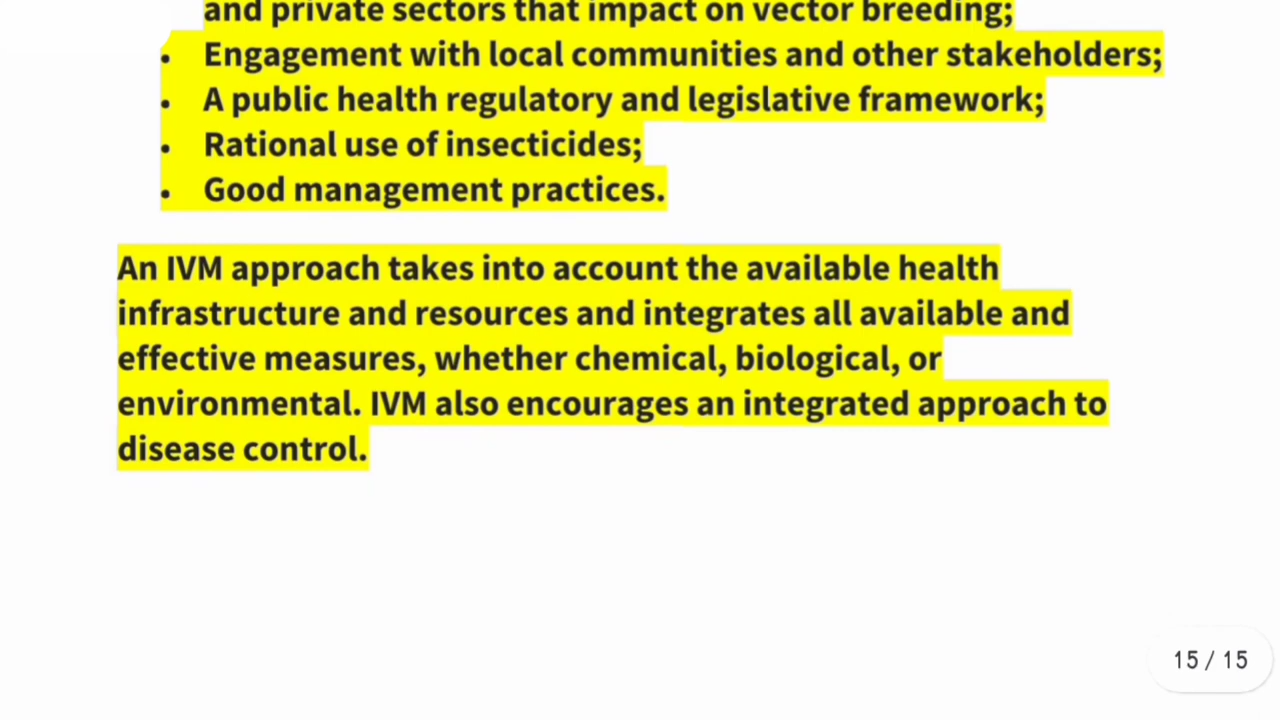 and private sectors that impact on vector breeding;
• Engagement with local communities and other stakeholders;
• A public health regulatory and legislative framework;
• Rational use of insecticides;
• Good management practices.
An IVM approach takes into account the available health
infrastructure and resources and integrates all available and
effective measures, whether chemical, biological, or
environmental. IVM also encourages an integrated approach to
disease control.
15 / 15